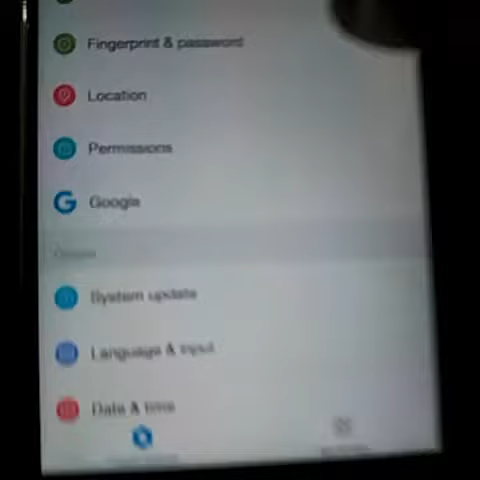 Fingerprint & password
Location
Permissions
Google
System update
Language & input
Date & time